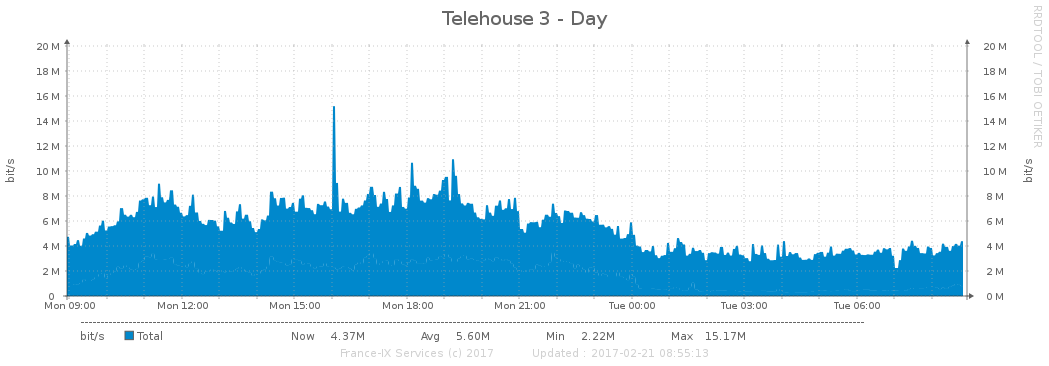 Telehouse 3 - Day
RRDTOOL / TOBI OETIKER
bit/s
20 M 20 M
18 M 18 M
16 M 16 M
14 M 14 M
12 M 12 M
10 M 10 M
8 M 8 M
6 M 6 M
4 M 4 M
2 M 2 M
0 0 M
bit/s
Mon 09:00 Mon 12:00 Mon 15:00 Mon 18:00 Mon 21:00 Tue 00:00 Tue 03:00 Tue 06:00
bit/s Total Now 4.37M Avg 5.60M Min 2.22M Max 15.17M
France-IX Services (c) 2017 Updated : 2017-02-21 08:55:13